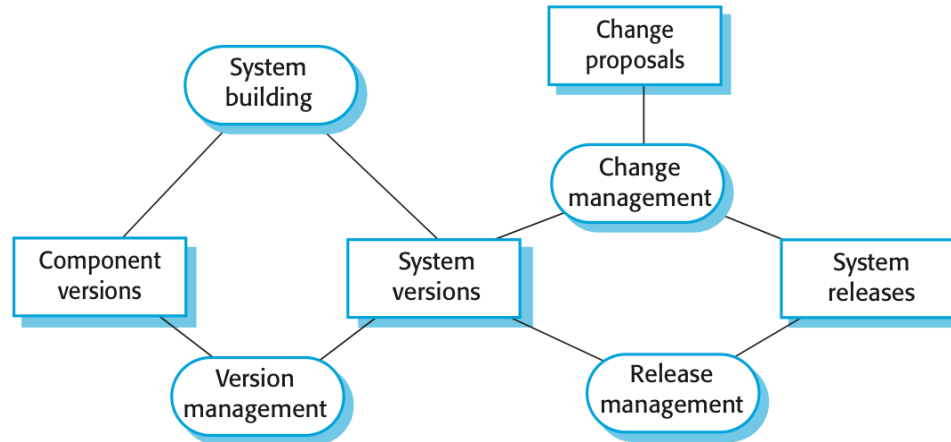 Change
proposals
System
building
Change
management
Component
versions
System
versions
System
releases
Version
management
Release
management